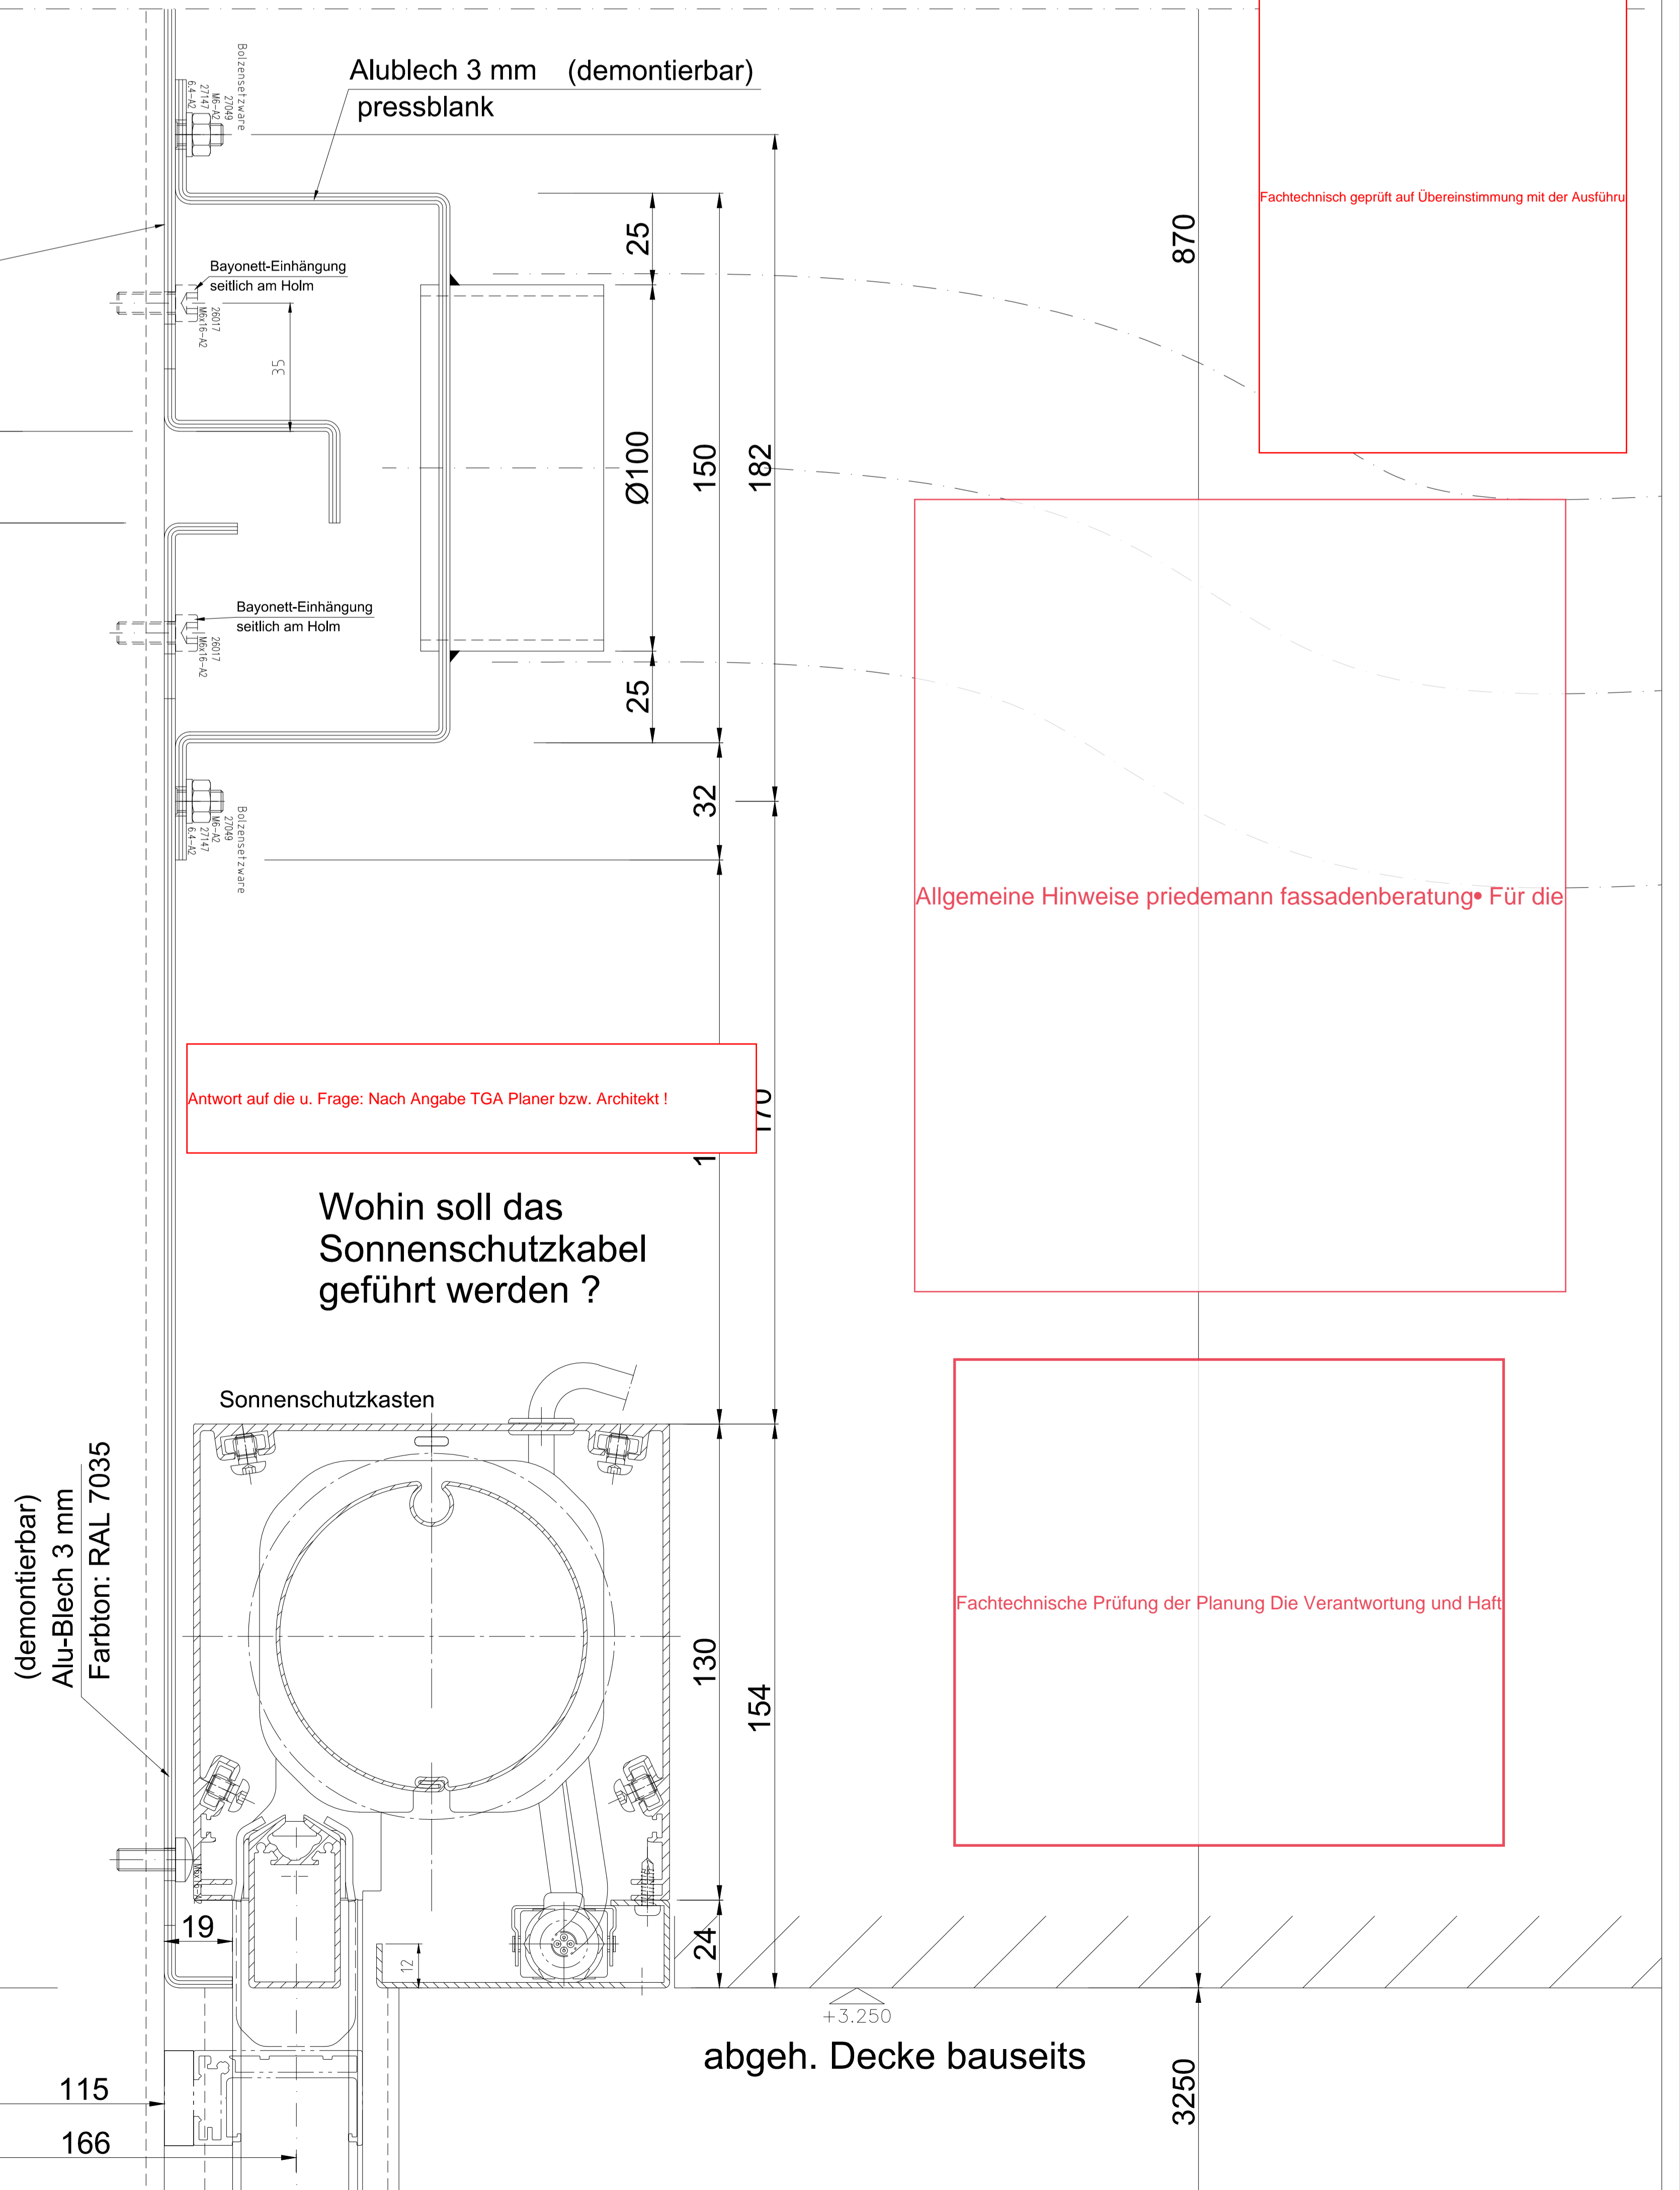 Alublech 3 mm (demontierbar)
pressblank
Bolzensetzware
27049
M6-A2
27147
6.4-A2
Fachtechnisch geprüft auf Übereinstimmung mit der Ausführu
25
870
Bayonett-Einhängung
seitlich am Holm
26017
M6x16-A2
35
Ø100
150
182
Bayonett-Einhängung
seitlich am Holm
26017
M6x16-A2
25
32
Bolzensetzware
27049
M6-A2
27147
6.4-A2
Allgemeine Hinweise priedemann fassadenberatung• Für die
Antwort auf die u. Frage: Nach Angabe TGA Planer bzw. Architekt !
170
1
Wohin soll das
Sonnenschutzkabel
geführt werden ?
Sonnenschutzkasten
(demontierbar)
Alu-Blech 3 mm
Farbton: RAL 7035
Fachtechnische Prüfung der Planung Die Verantwortung und Haft
130
154
M6x16-A2
19
12
24
+3.250
abgeh. Decke bauseits
115
166
3250